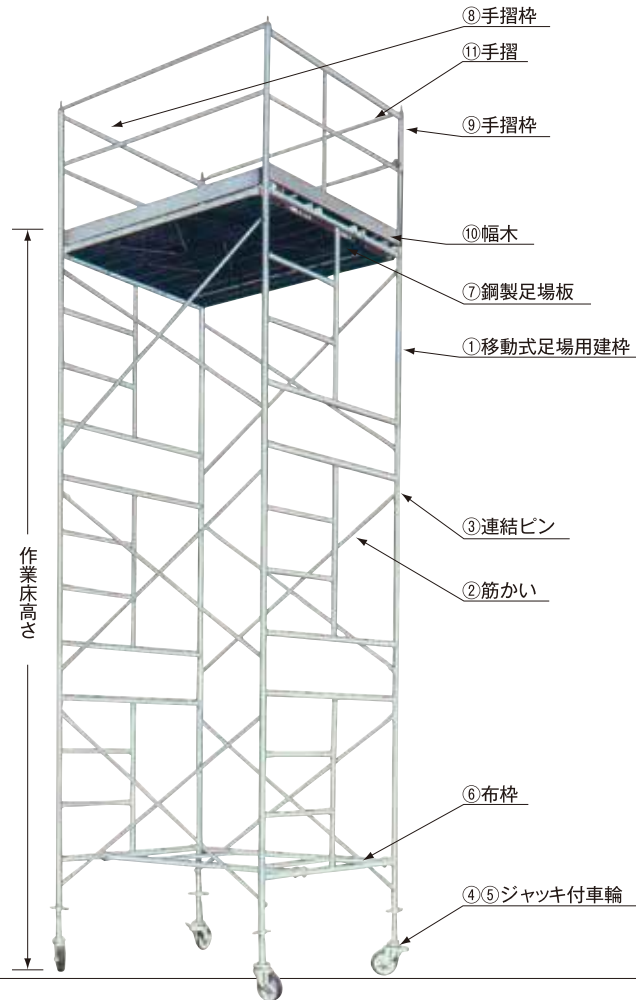 ⑧手摺枠
⑪手摺
⑨手摺枠
⑩幅木
⑦鋼製足場板
①移動式足場用建枠
③連結ピン
②筋かい
作業床高さ
⑥布枠
④⑤ジャッキ付車輪